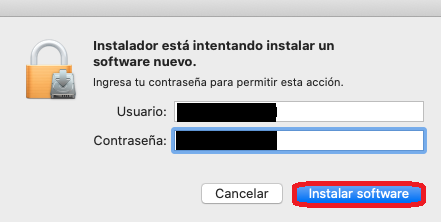 Instalador está intentando instalar un
software nuevo.
Ingresa tu contraseña para permitir esta acción.
Usuario:
Contraseña:
Cancelar
Instalar software